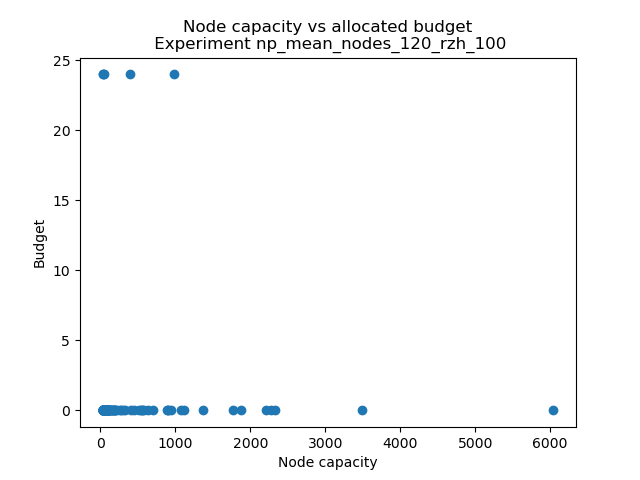 Node capacity vs allocated budget
Experiment np_mean_nodes_120_rzh_100
25
20
15
10
5
0
Budget
0 1000 2000 3000 4000 5000 6000
Node capacity